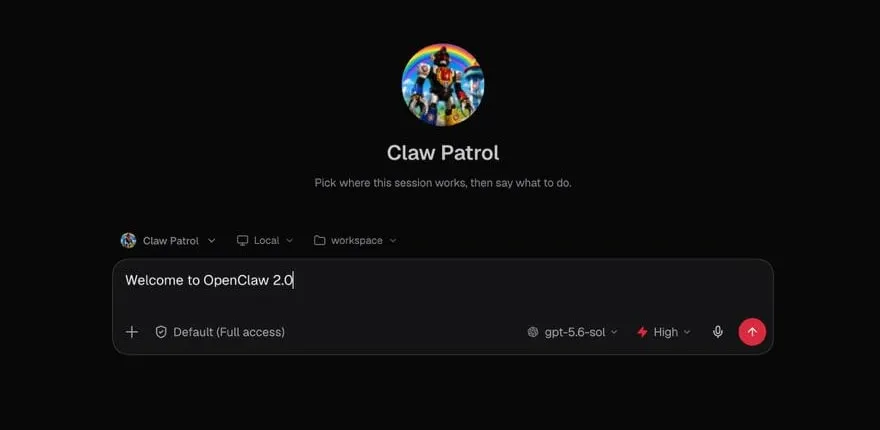 Claw Patrol
Pick where this session works, then say what to do.
Claw Patrol Local workspace
Welcome to OpenClaw 2.0
Default (Full access) gpt-5.6-sol High